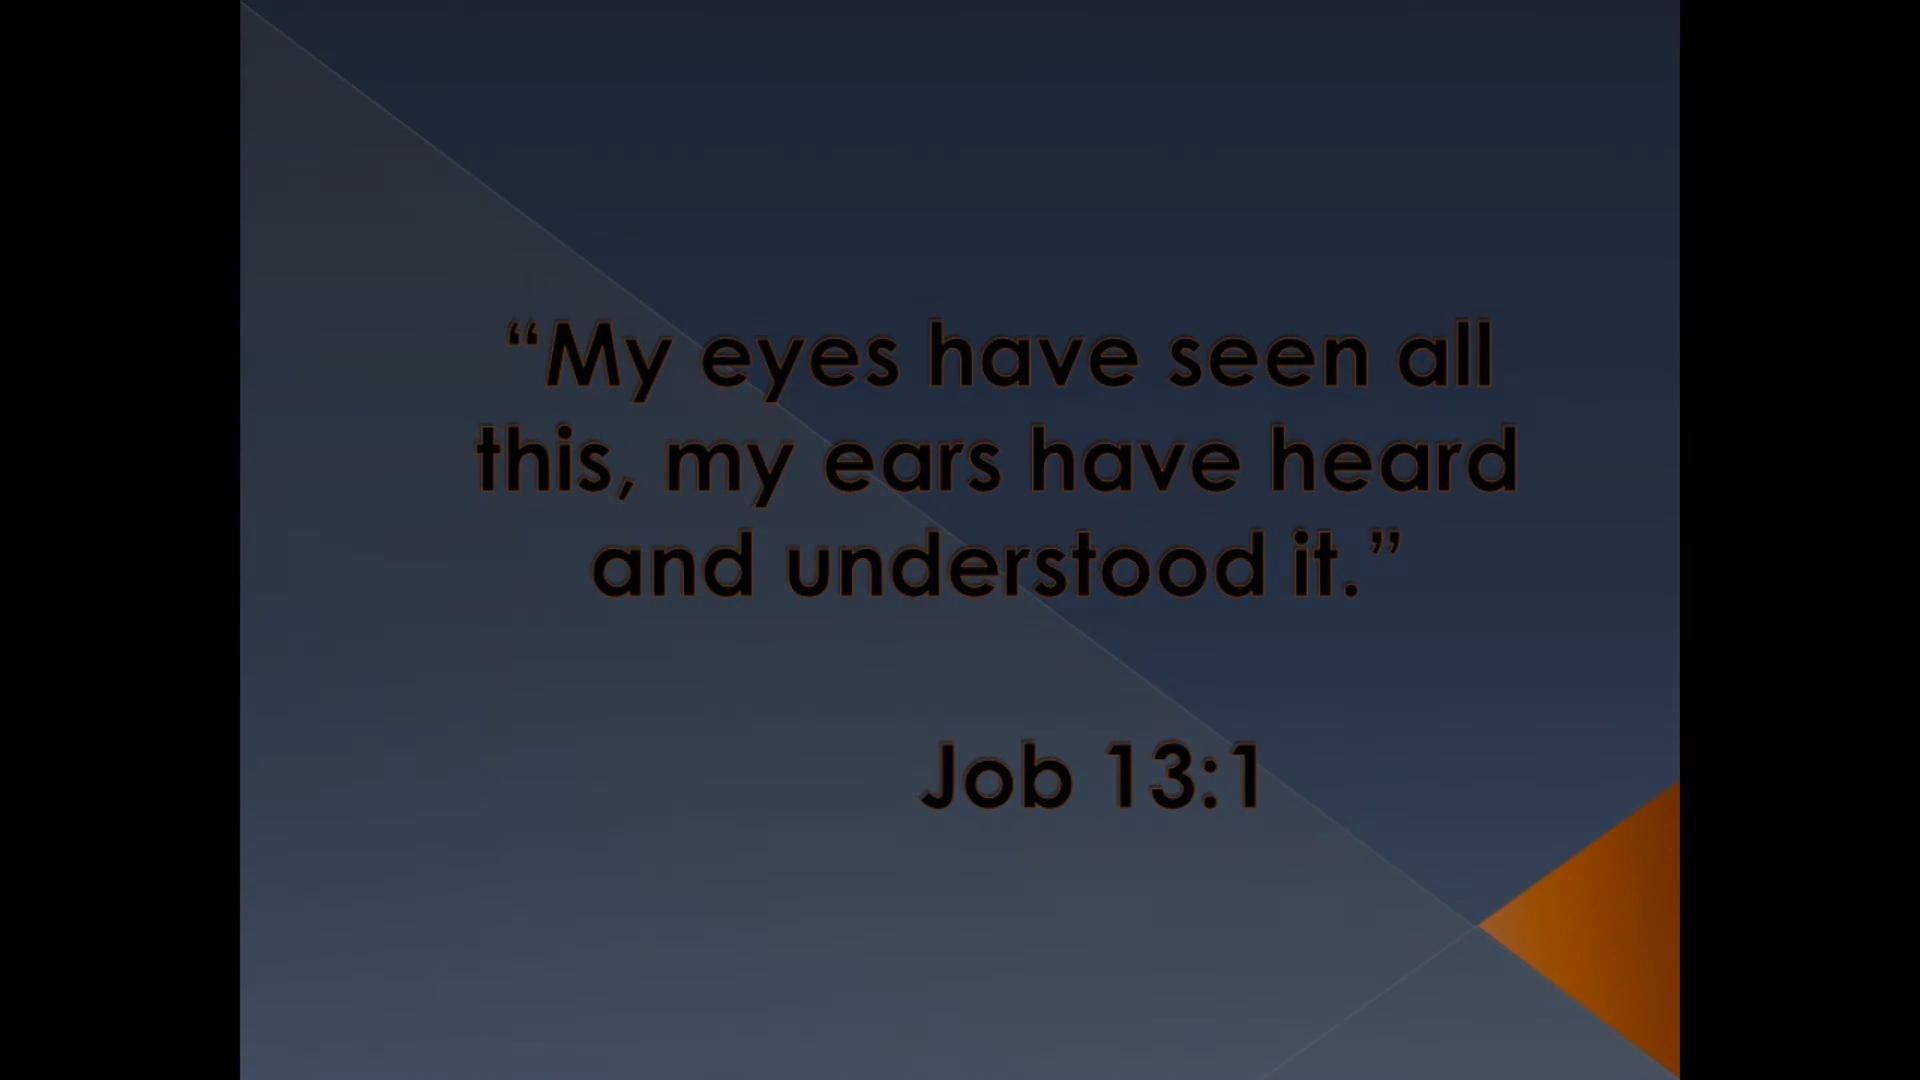 “My eyes have seen all
this, my ears have heard
and understood it.”
Job 13:1